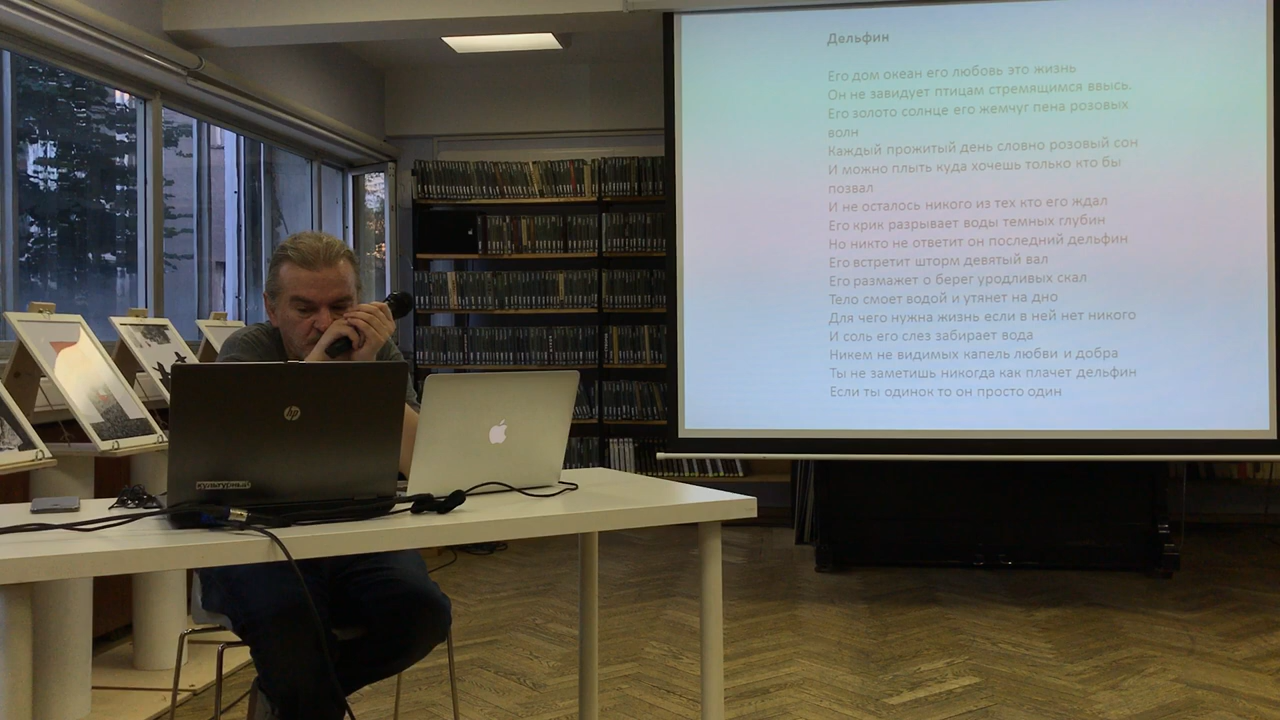 Дельфин
Его дом океан его любовь это жизнь
Он не завидует птицам стремящимся ввысь.
Его золото солнце его жемчуг пена розовых
волн
Каждый прожитый день словно розовый сон
И можно плыть куда хочешь только кто бы
позвал
И не осталось никого из тех кто его ждал
Его крик разрывает воды темных глубин
Но никто не ответит он последний дельфин
Его встретит шторм девятый вал
Его размажет о берег уродливых скал
Тело смоет водой и утянет на дно
Для чего нужна жизнь если в ней нет никого
И соль его слез забирает вода
Никем не видимых капель любви и добра
Ты не заметишь никогда как плачет дельфин
Если ты одинок то он просто один
hp
культурный